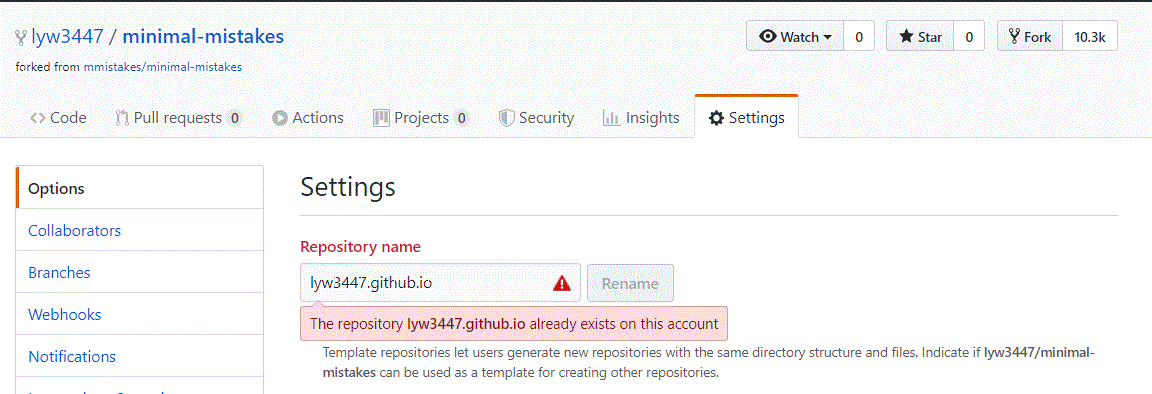 lyw3447 / minimal-mistakes
Watch 0 Star 0 Fork 10.3k
forked from mmistakes/minimal-mistakes
Code Pull requests 0 Actions Projects 0 Security Insights Settings
Options
Collaborators
Branches
Webhooks
Notifications
Settings
Repository name
lyw3447.github.io Rename
The repository lyw3447.github.io already exists on this account
Template repositories let users generate new repositories with the same directory structure and files. Indicate if lyw3447/minimal-
mistakes can be used as a template for creating other repositories.